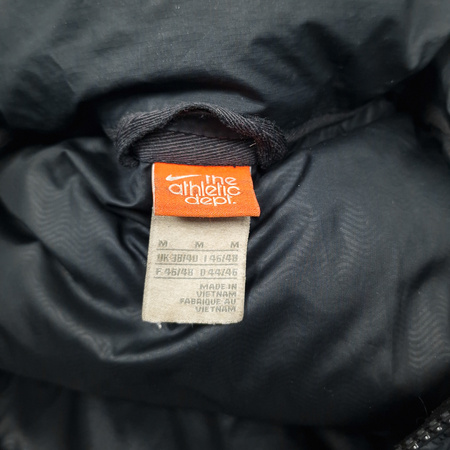 the
athletic
dept.
M M M
UK-38/40 I 46/48
F. 46/48 D.44/46
MADE IN
VIETNAM
FABRIQUE AU
VIETNAM